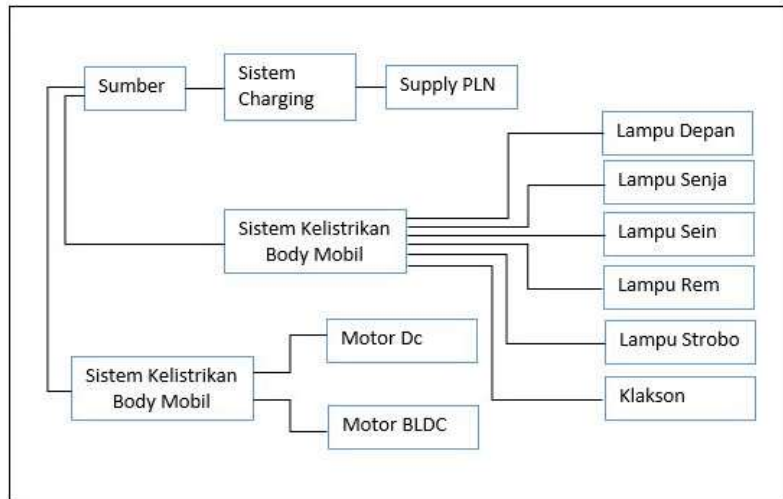 Sumber
Sistem
Charging
Supply PLN
Lampu Depan
Lampu Senja
Sistem Kelistrikan
Body Mobil
Lampu Sein
Lampu Rem
Lampu Strobo
Klakson
Motor Dc
Sistem Kelistrikan
Body Mobil
Motor BLDC